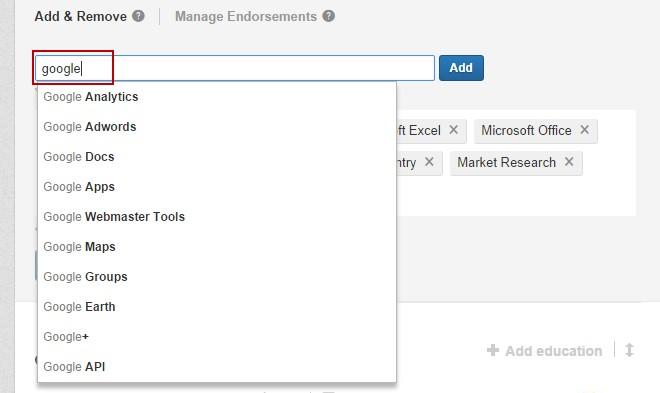 Add & Remove ? Manage Endorsements ?
google Add
Google Analytics
Google Adwords
Google Docs
Google Apps
Google Webmaster Tools
Google Maps
Google Groups
Google Earth
Google+
Google API
ft Excel × Microsoft Office ×
ntry × Market Research ×
Add education